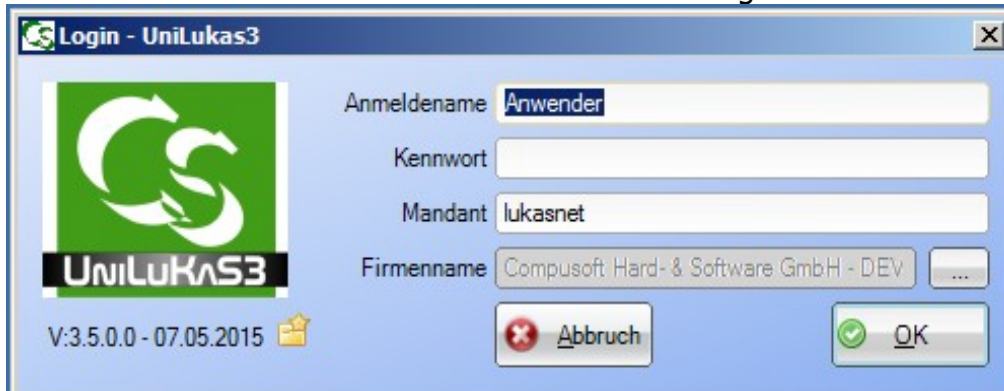 Login - UniLukas3
Anmeldename Anwender
Kennwort
Mandant lukasnet
Firmenname Compusoft Hard- & Software GmbH - DEV ...
CS
UNILUKAS3
V:3.5.0.0 - 07.05.2015
Abbruch OK